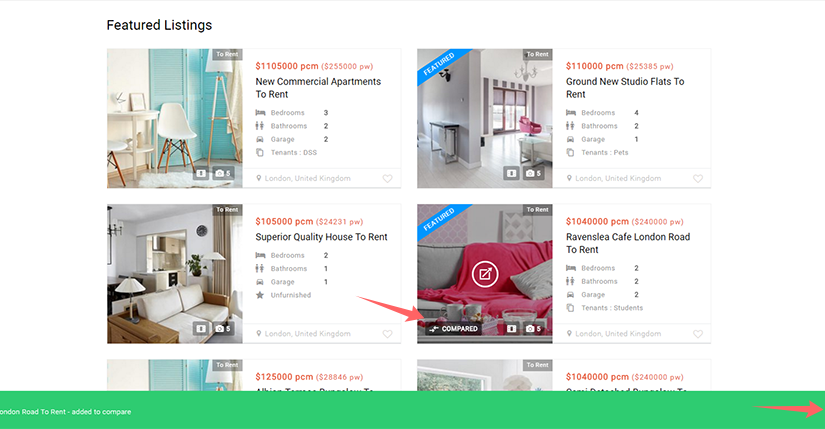 Featured Listings
To Rent
$1105000 pcm ($255000 pw)
New Commercial Apartments
To Rent
Bedrooms 3
Bathrooms 2
Garage 2
Tenants : DSS
5
London, United Kingdom
FEATURED
To Rent
$110000 pcm ($25385 pw)
Ground New Studio Flats To
Rent
Bedrooms 4
Bathrooms 2
Garage 1
Tenants : Pets
5
London, United Kingdom
To Rent
$105000 pcm ($24231 pw)
Superior Quality House To Rent
Bedrooms 2
Bathrooms 1
Garage 1
Unfurnished
5
London, United Kingdom
FEATURED
To Rent
$1040000 pcm ($240000 pw)
Ravenslea Cafe London Road
To Rent
Bedrooms 2
Bathrooms 2
Garage 2
Tenants : Students
COMPARED
5
London, United Kingdom
To Rent
$125000 pcm ($28846 pw)
To Rent
$1040000 pcm ($240000 pw)
ondon Road To Rent - added to compare